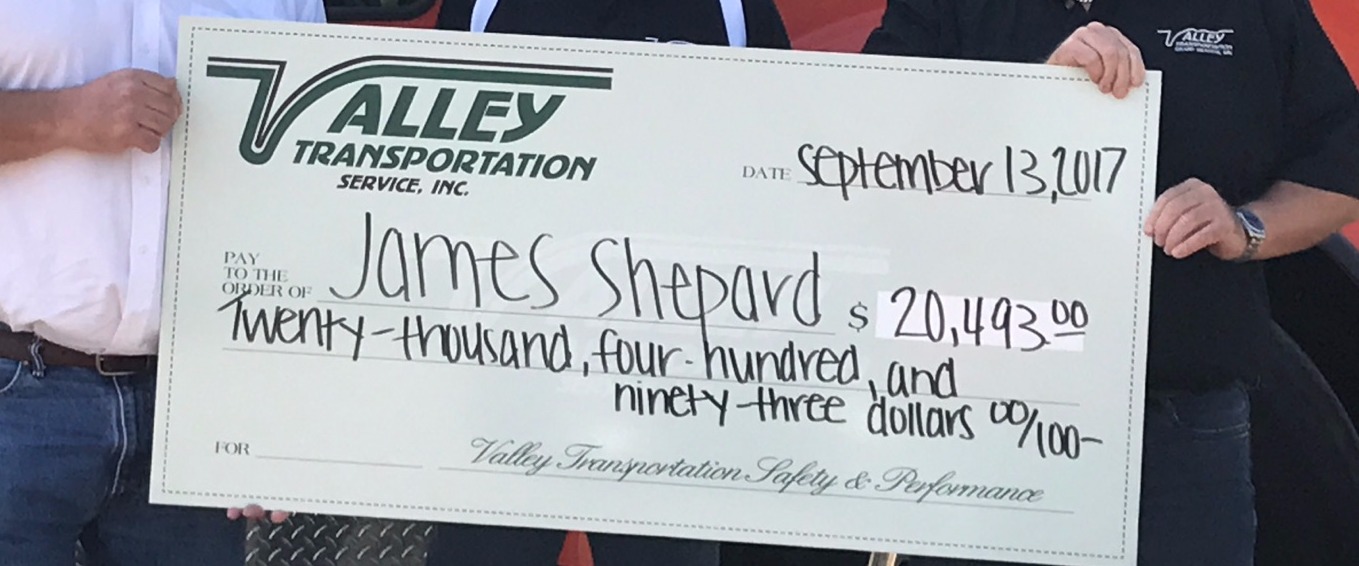 VALLEY
TRANSPORTATION
SERVICE, INC.
VALLEY
DATE September 13, 2017
PAY
TO THE
ORDER OF James Shepard $ 20,493.00
Twenty-thousand, four-hundred, and
ninety-three dollars 00/100-
FOR
Valley Transportation Safety & Performance